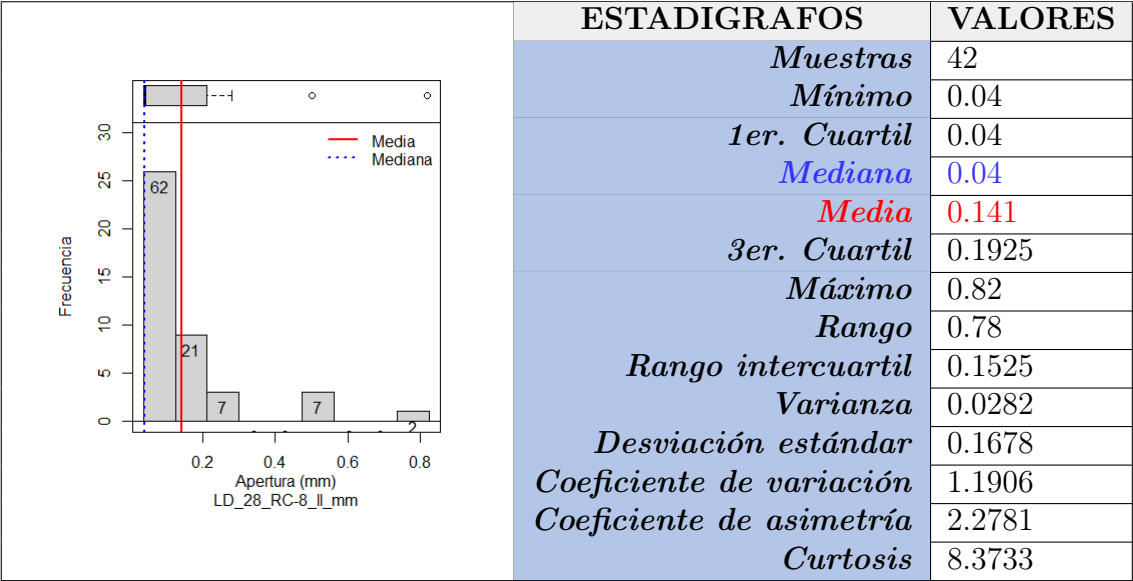 ESTADIGRAFOS VALORES
Muestras 42
Mínimo 0.04
1er. Cuartil 0.04
Mediana 0.04
Media 0.141
3er. Cuartil 0.1925
Máximo 0.82
Rango 0.78
Rango intercuartil 0.1525
Varianza 0.0282
Desviación estándar 0.1678
Coeficiente de variación 1.1906
Coeficiente de asimetría 2.2781
Curtosis 8.3733
Media
Mediana
Frecuencia
30
25
20
15
10
5
0
62
21
7
7
2
0.2 0.4 0.6 0.8
Apertura (mm)
LD_28_RC-8_II_mm